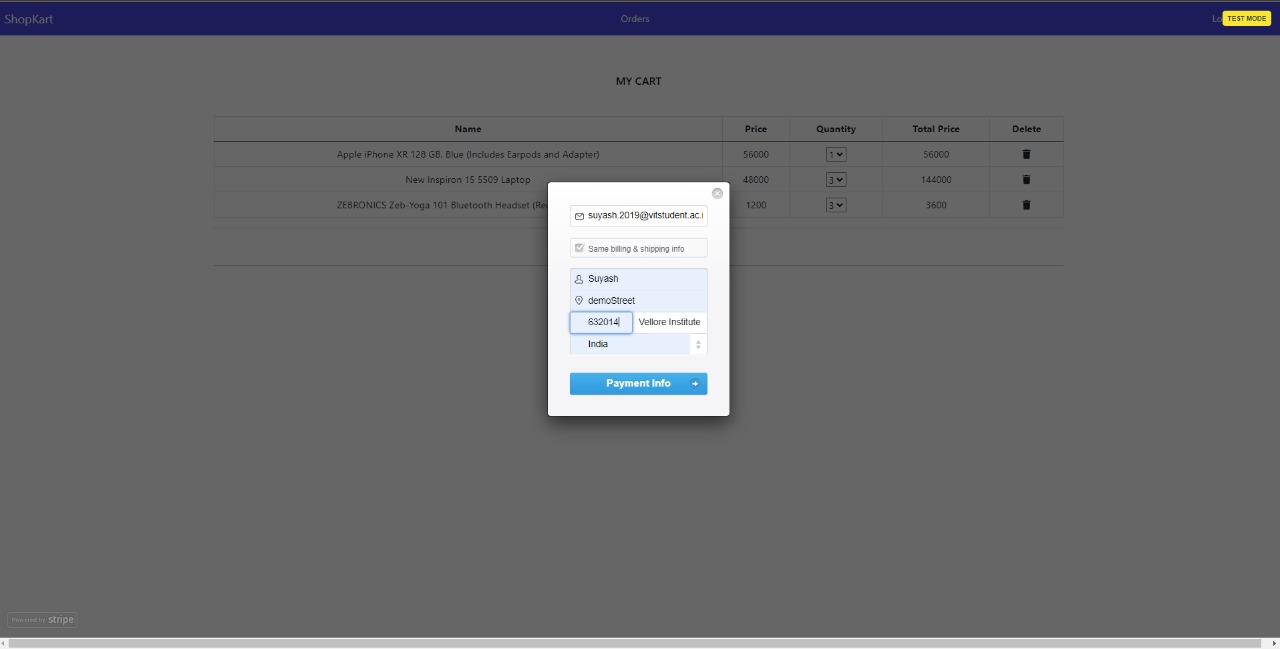 ShopKart Orders Lo TEST MODE
MY CART
Name Price Quantity Total Price Delete
Apple iPhone XR 128 GB, Blue (Includes Earpods and Adapter) 56000 1 56000
New Inspiron 15 5509 Laptop 48000 3 144000
ZEBRONICS Zeb-Yoga 101 Bluetooth Headset (Re 1200 3 3600
suyash.2019@vitstudent.ac.i
Same billing & shipping info
Suyash
demoStreet
632014 Vellore Institute
India
Payment Info
Powered by stripe